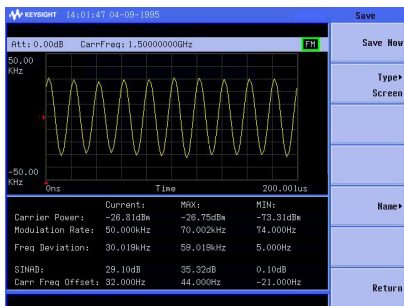 KEYSIGHT 14:01:47 04-09-1995
Save
Att: 0.00dB CarrFreq: 1.50000000GHz FM
Save Now
50.00
KHz
Type
Screen
-50.00
KHz
0ns Time 200.001us
Current: MAX: MIN:
Carrier Power: -26.81dBm -26.75dBm -73.31dBm
Name
Modulation Rate: 50.000kHz 70.002kHz 74.000Hz
Freq Deviation: 30.019kHz 59.019kHz 5.000Hz
SINAD: 29.10dB 35.32dB 0.10dB
Carr Freq Offset: 32.000Hz 44.000Hz -21.000Hz
Return